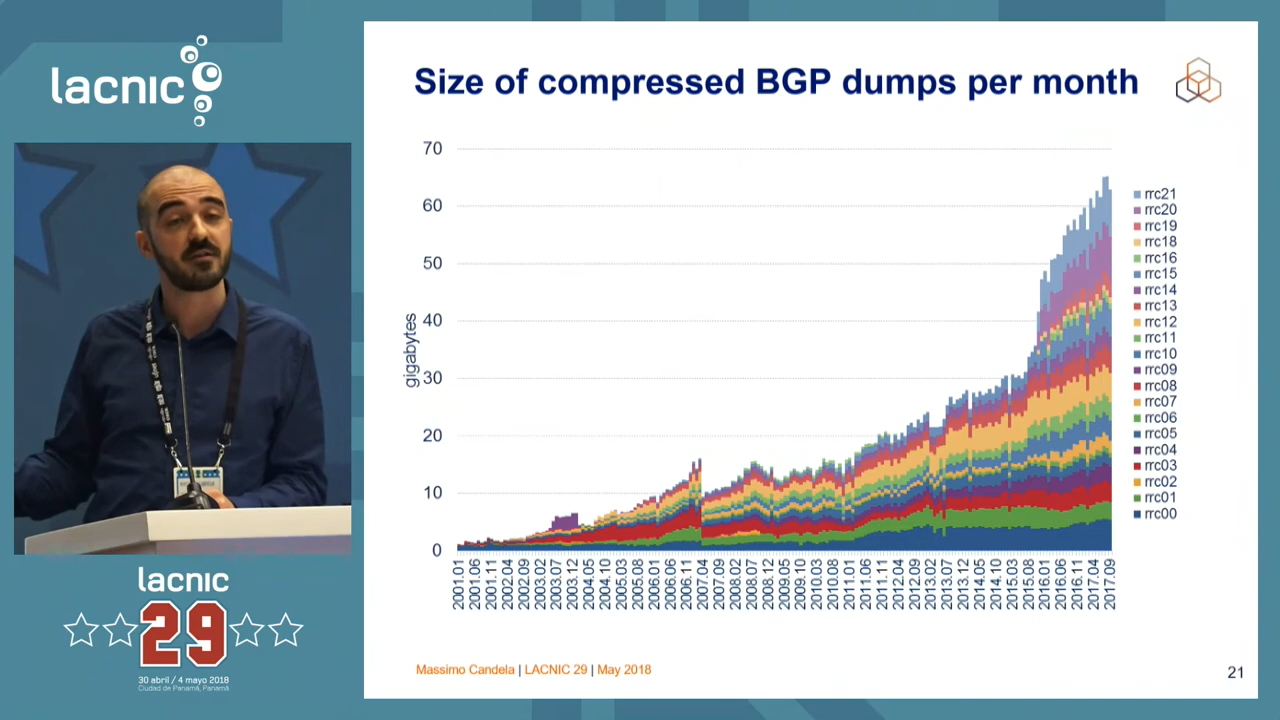 lacnic
lacnic
29
30 abril / 4 mayo 2018
Ciudad de Panamá, Panamá
Size of compressed BGP dumps per month
gigabytes
70
60
50
40
30
20
10
0
2001.01
2001.06
2001.11
2002.04
2002.09
2003.02
2003.07
2003.12
2004.05
2004.10
2005.03
2005.08
2006.01
2006.06
2006.11
2007.04
2007.09
2008.02
2008.07
2008.12
2009.05
2009.10
2010.03
2010.08
2011.01
2011.06
2011.11
2012.04
2012.09
2013.02
2013.07
2013.12
2014.05
2014.10
2015.03
2015.08
2016.01
2016.06
2016.11
2017.04
2017.09
rrc21
rrc20
rrc19
rrc18
rrc16
rrc15
rrc14
rrc13
rrc12
rrc11
rrc10
rrc09
rrc08
rrc07
rrc06
rrc05
rrc04
rrc03
rrc02
rrc01
rrc00
Massimo Candela | LACNIC 29 | May 2018
21